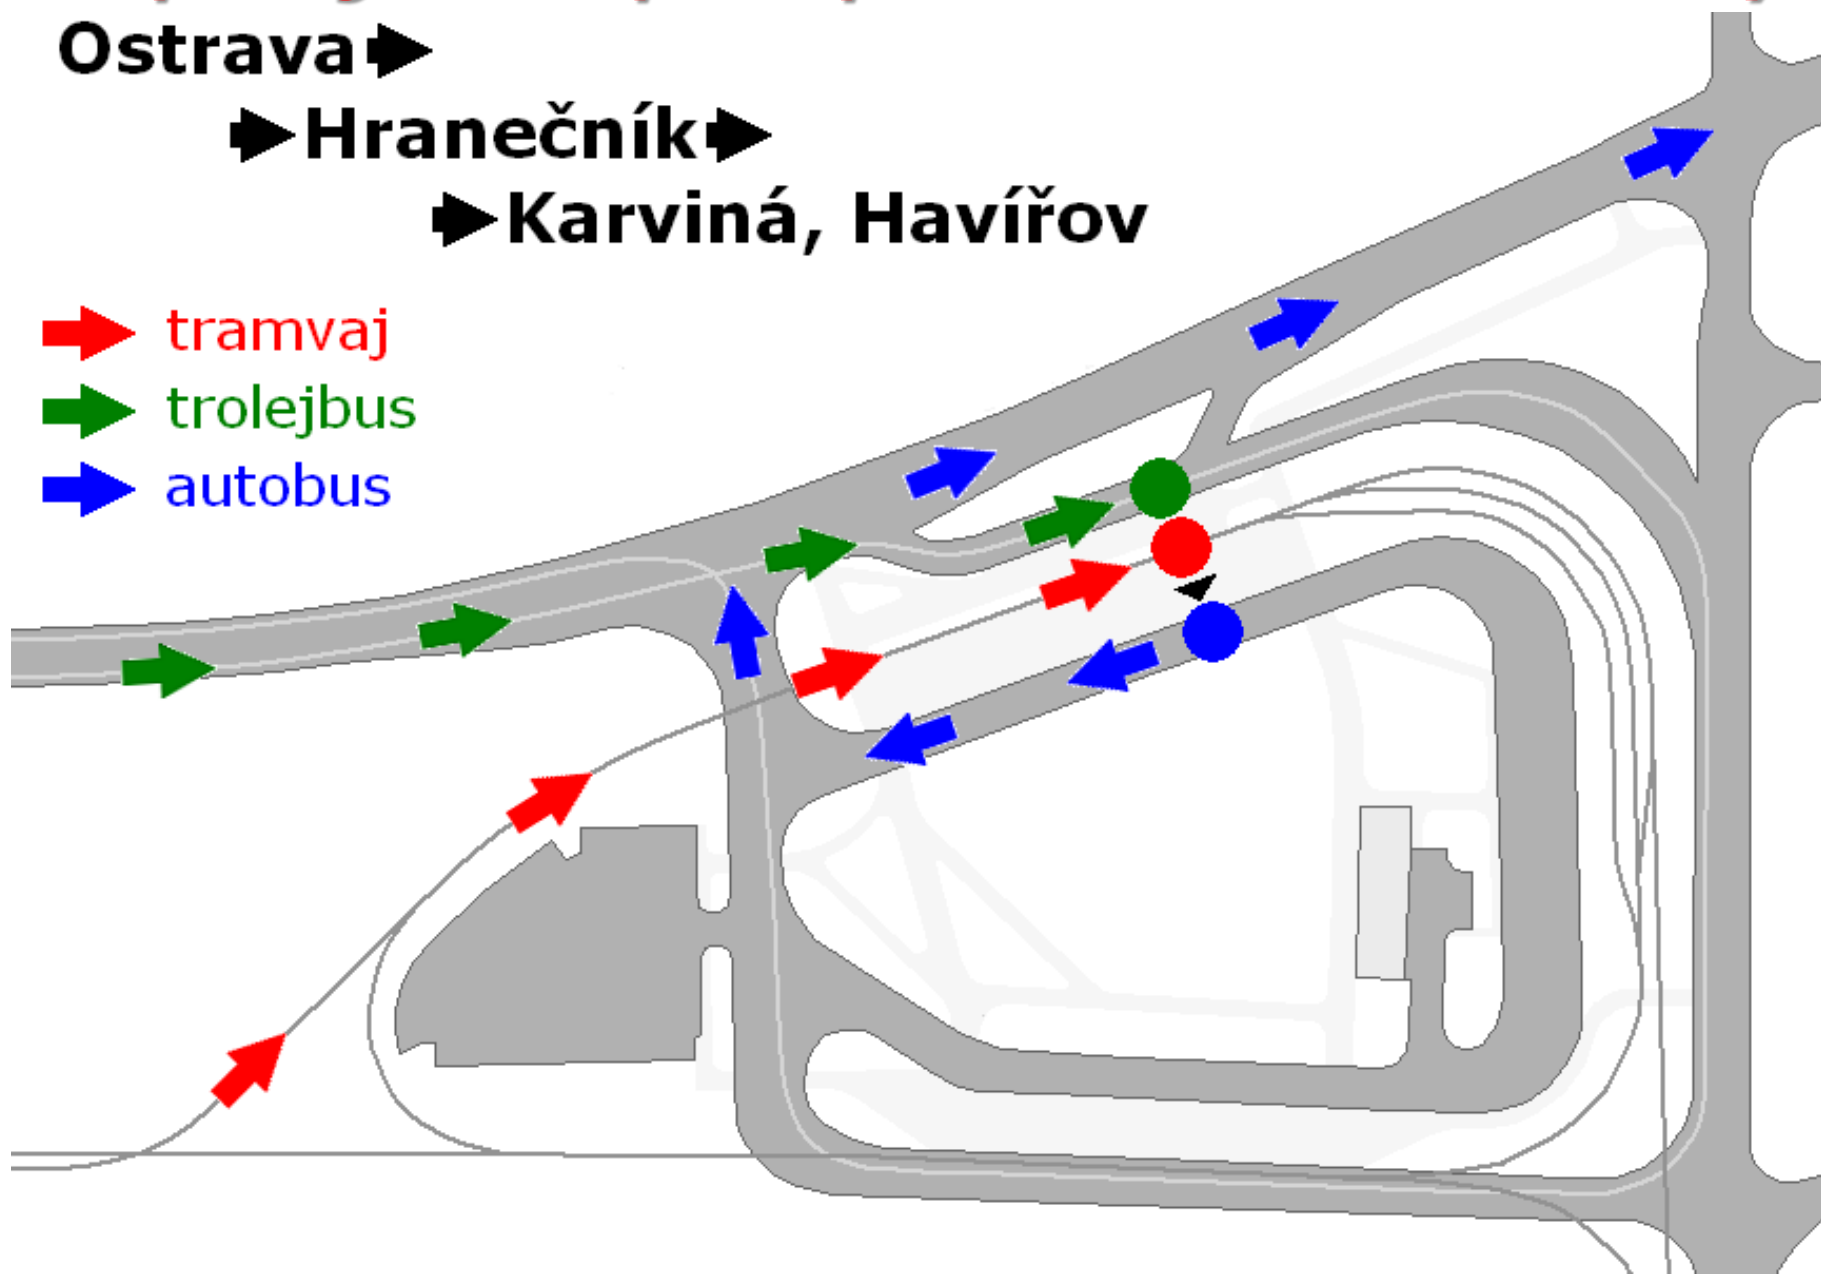 Ostrava
Hranečník
Karviná, Havířov
tramvaj
trolejbus
autobus